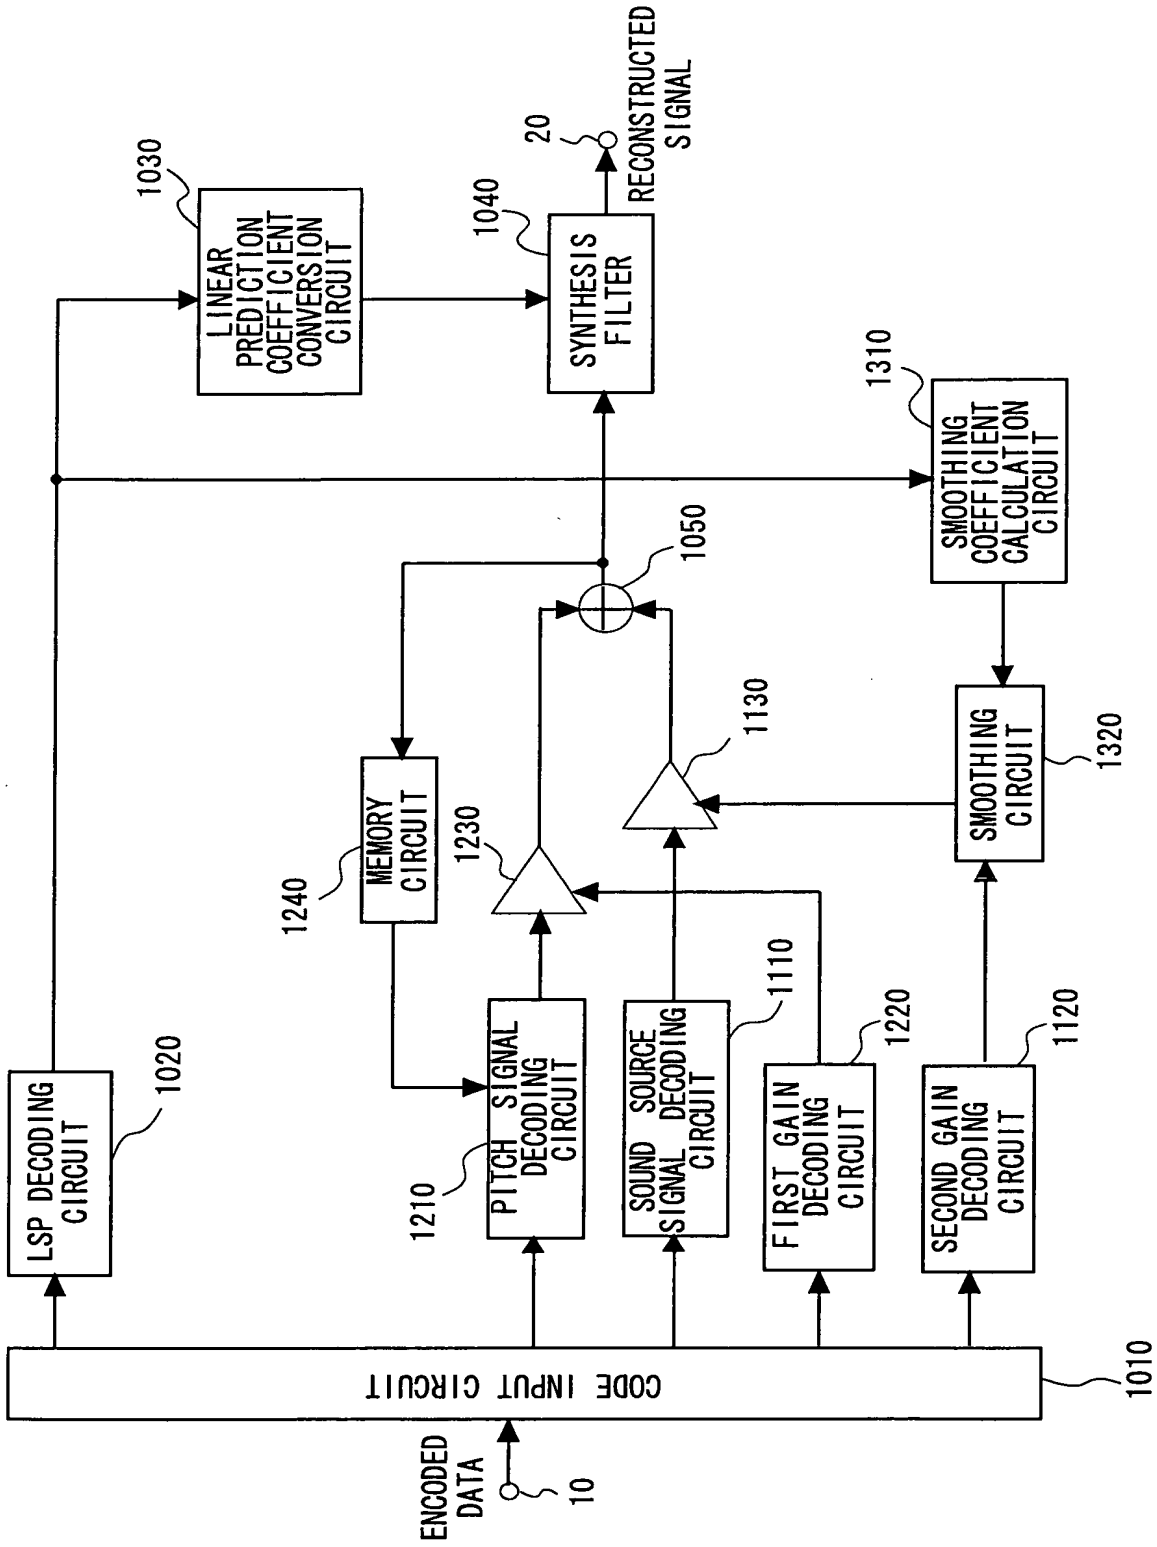 ENCODED
DATA
10
CODE INPUT CIRCUIT
1010
LSP DECODING
CIRCUIT
1020
1210
PITCH SIGNAL
DECODING
CIRCUIT
SOUND SOURCE
SIGNAL DECODING
CIRCUIT
1110
FIRST GAIN
DECODING
CIRCUIT
1220
SECOND GAIN
DECODING
CIRCUIT
1120
1240
MEMORY
CIRCUIT
1230
1130
SMOOTHING
CIRCUIT
1320
1050
SMOOTHING
COEFFICIENT
CALCULATION
CIRCUIT
1310
LINEAR
PREDICTION
COEFFICIENT
CONVERSION
CIRCUIT
1030
SYNTHESIS
FILTER
1040
20
RECONSTRUCTED
SIGNAL